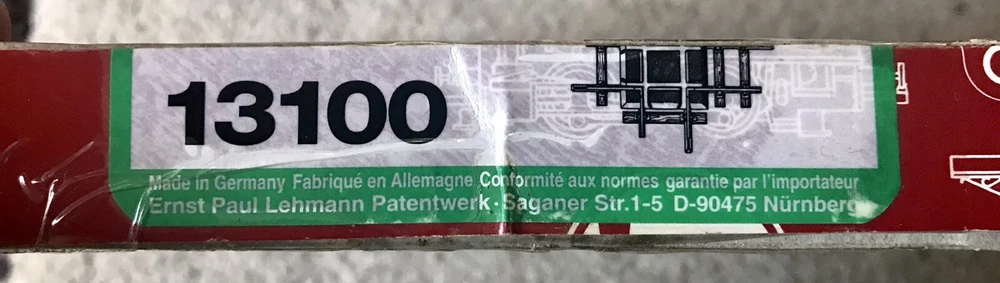 13100
Made in Germany Fabriqué en Allemagne Conformité aux normes garantie par l'importateur
Ernst Paul Lehmann Patentwerk · Saganer Str.1-5 D-90475 Nürnberg